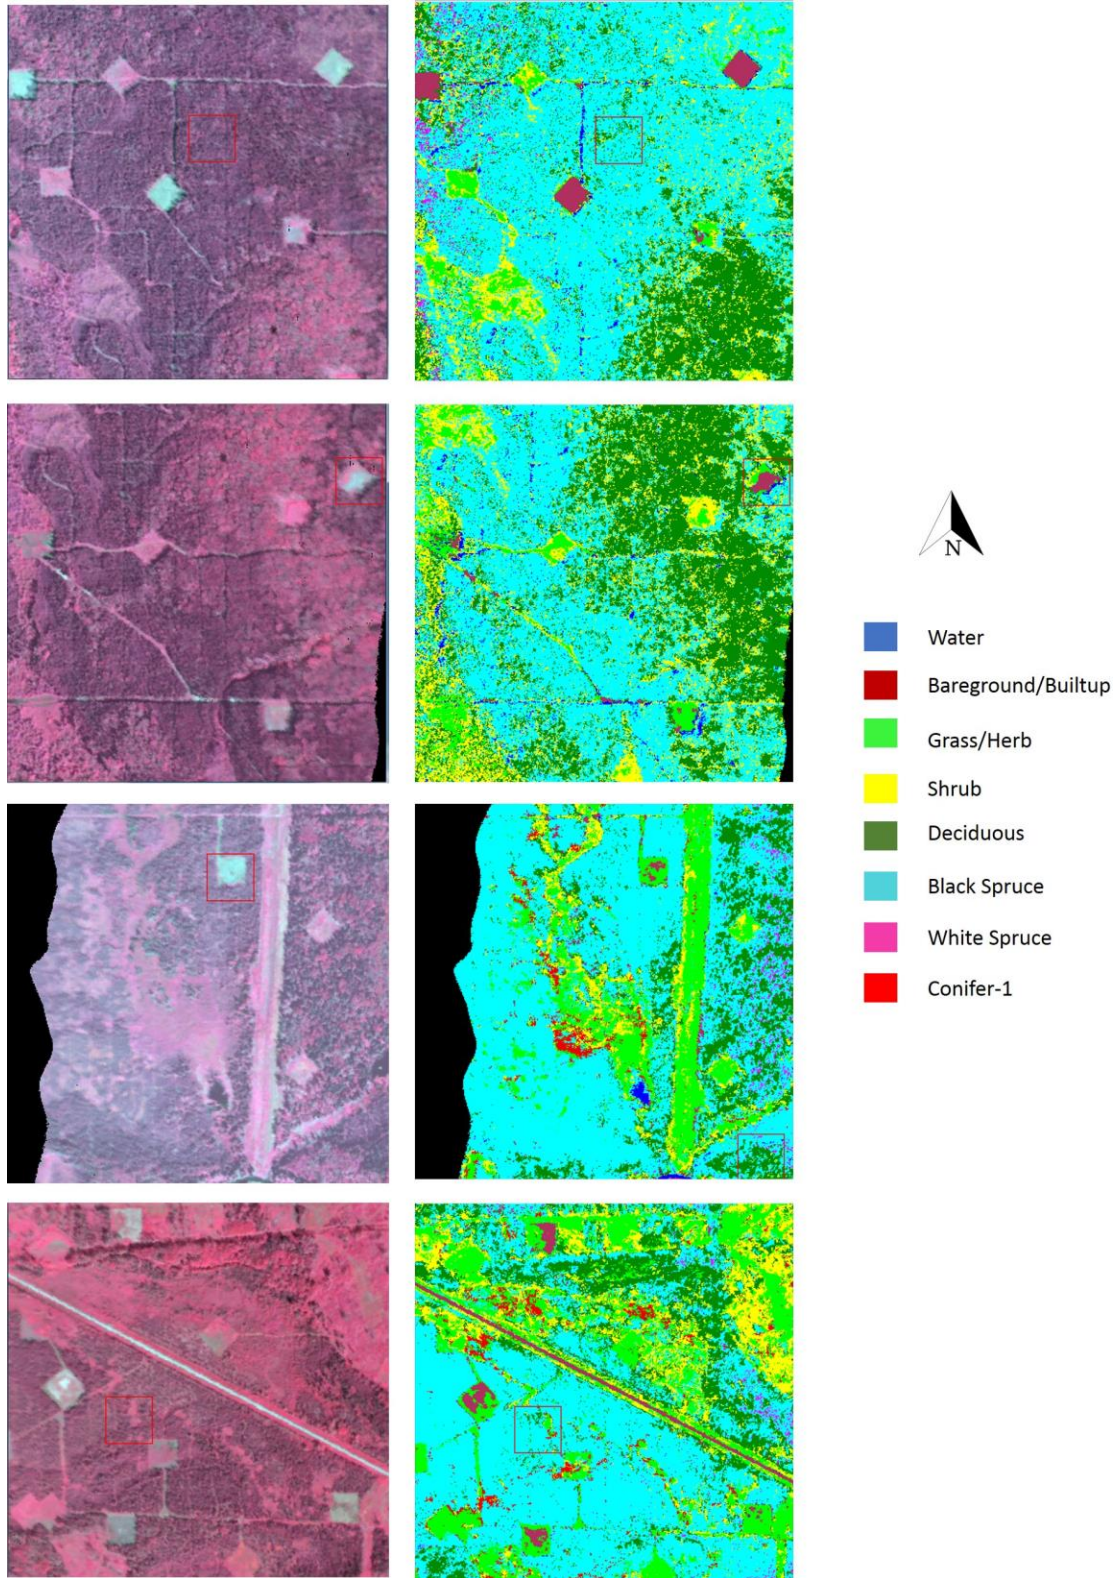 N
Water
Bareground/Builtup
Grass/Herb
Shrub
Deciduous
Black Spruce
White Spruce
Conifer-1